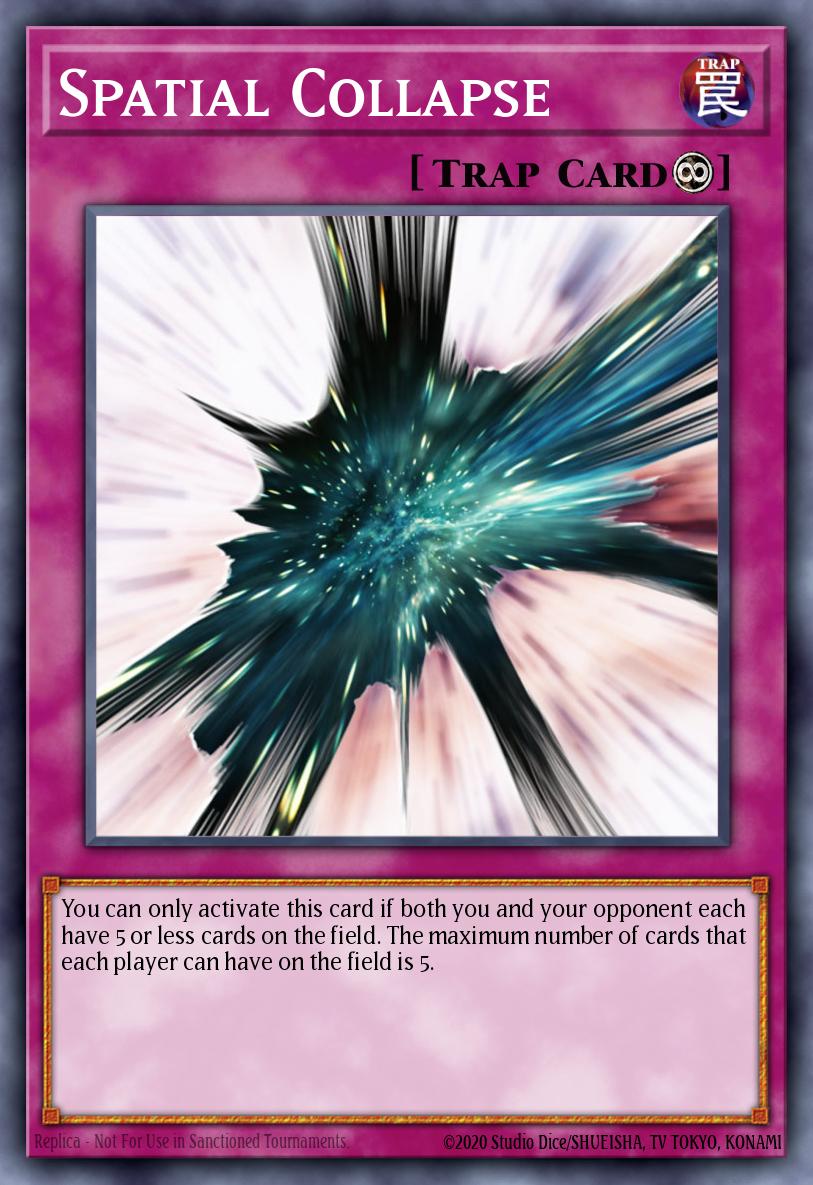 Spatial Collapse
TRAP
罠
[Trap Card]
You can only activate this card if both you and your opponent each
have 5 or less cards on the field. The maximum number of cards that
each player can have on the field is 5.
Replica - Not For Use in Sanctioned Tournaments.
©2020 Studio Dice/SHUEISHA, TV TOKYO, KONAMI